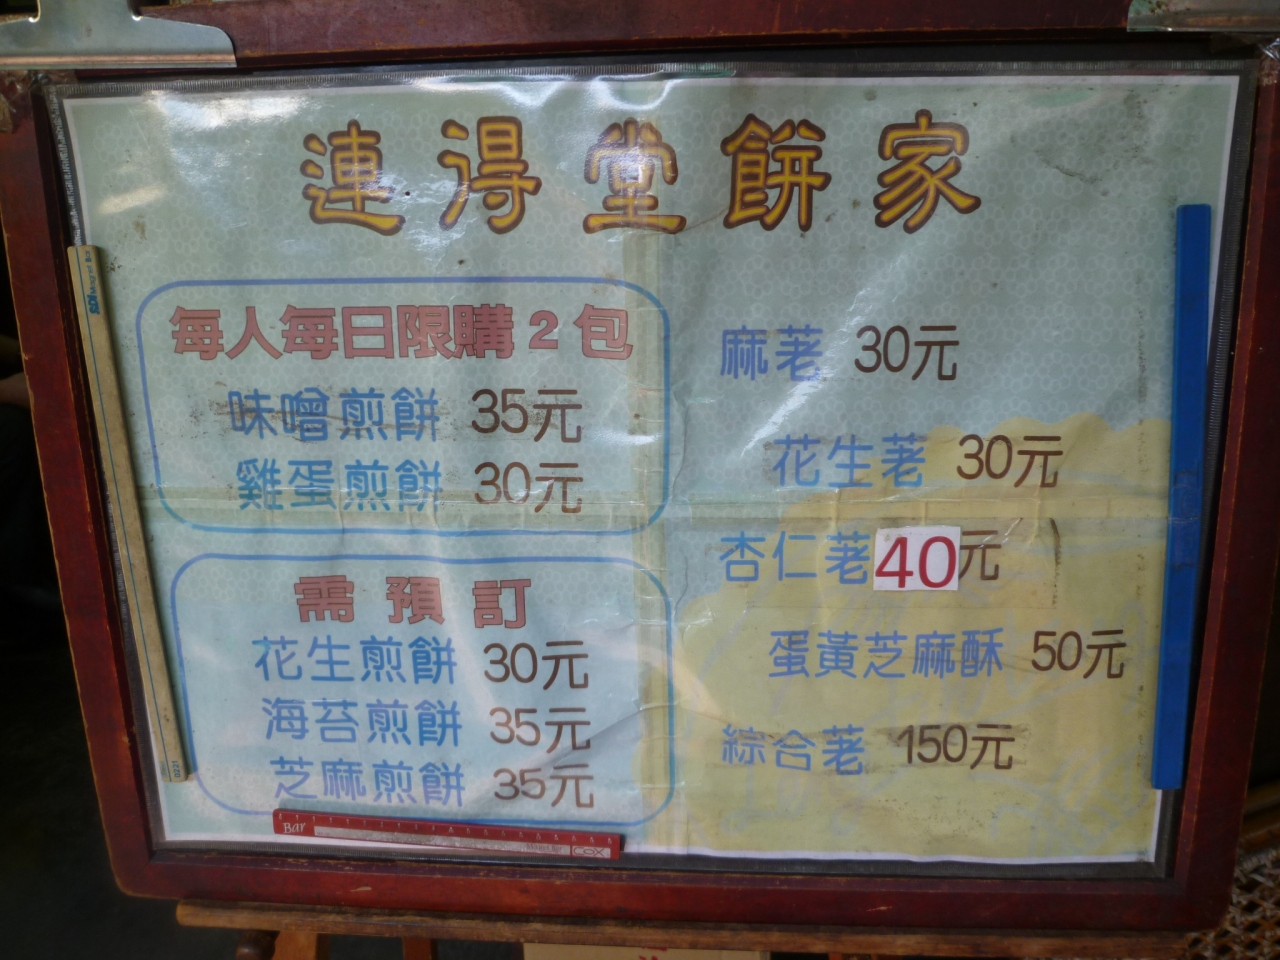 連得堂餅家
每人每日限購2包
味噌煎餅 35元
雞蛋煎餅 30元
需預訂
花生煎餅 30元
海苔煎餅 35元
芝麻煎餅 35元
麻荖 30元
花生荖 30元
杏仁荖40元
蛋黃芝麻酥 50元
綜合荖 150元
Bar
COX